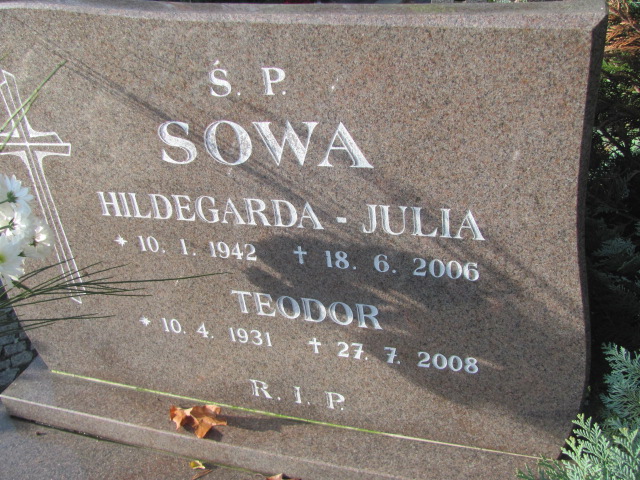 Ś. P.
SOWA
HILDEGARDA - JULIA
* 10. 1. 1942 † 18. 6. 2006
TEODOR
* 10. 4. 1931 † 27. 7. 2008
R. I. P.